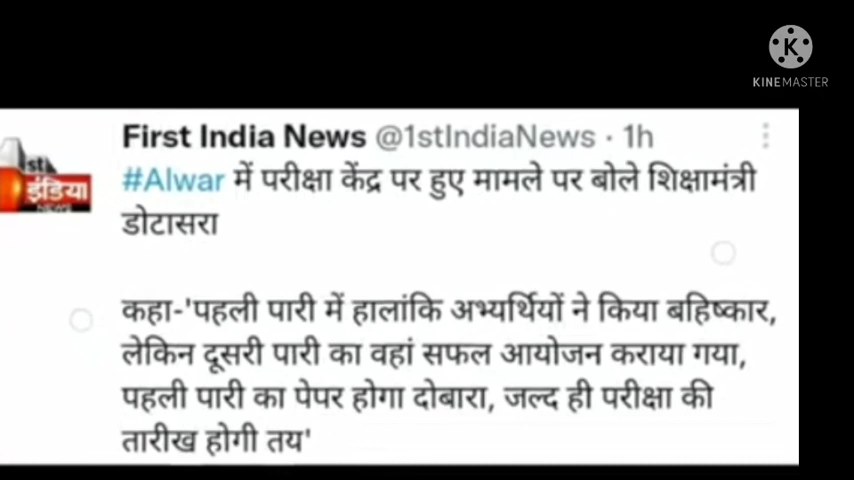 KINEMASTER
First India News @1stIndiaNews · 1h
1st
इंडिया
NEWS
#Alwar में परीक्षा केंद्र पर हुए मामले पर बोले शिक्षामंत्री
डोटासरा
कहा-'पहली पारी में हालांकि अभ्यर्थियों ने किया बहिष्कार,
लेकिन दूसरी पारी का वहां सफल आयोजन कराया गया,
पहली पारी का पेपर होगा दोबारा, जल्द ही परीक्षा की
तारीख होगी तय'